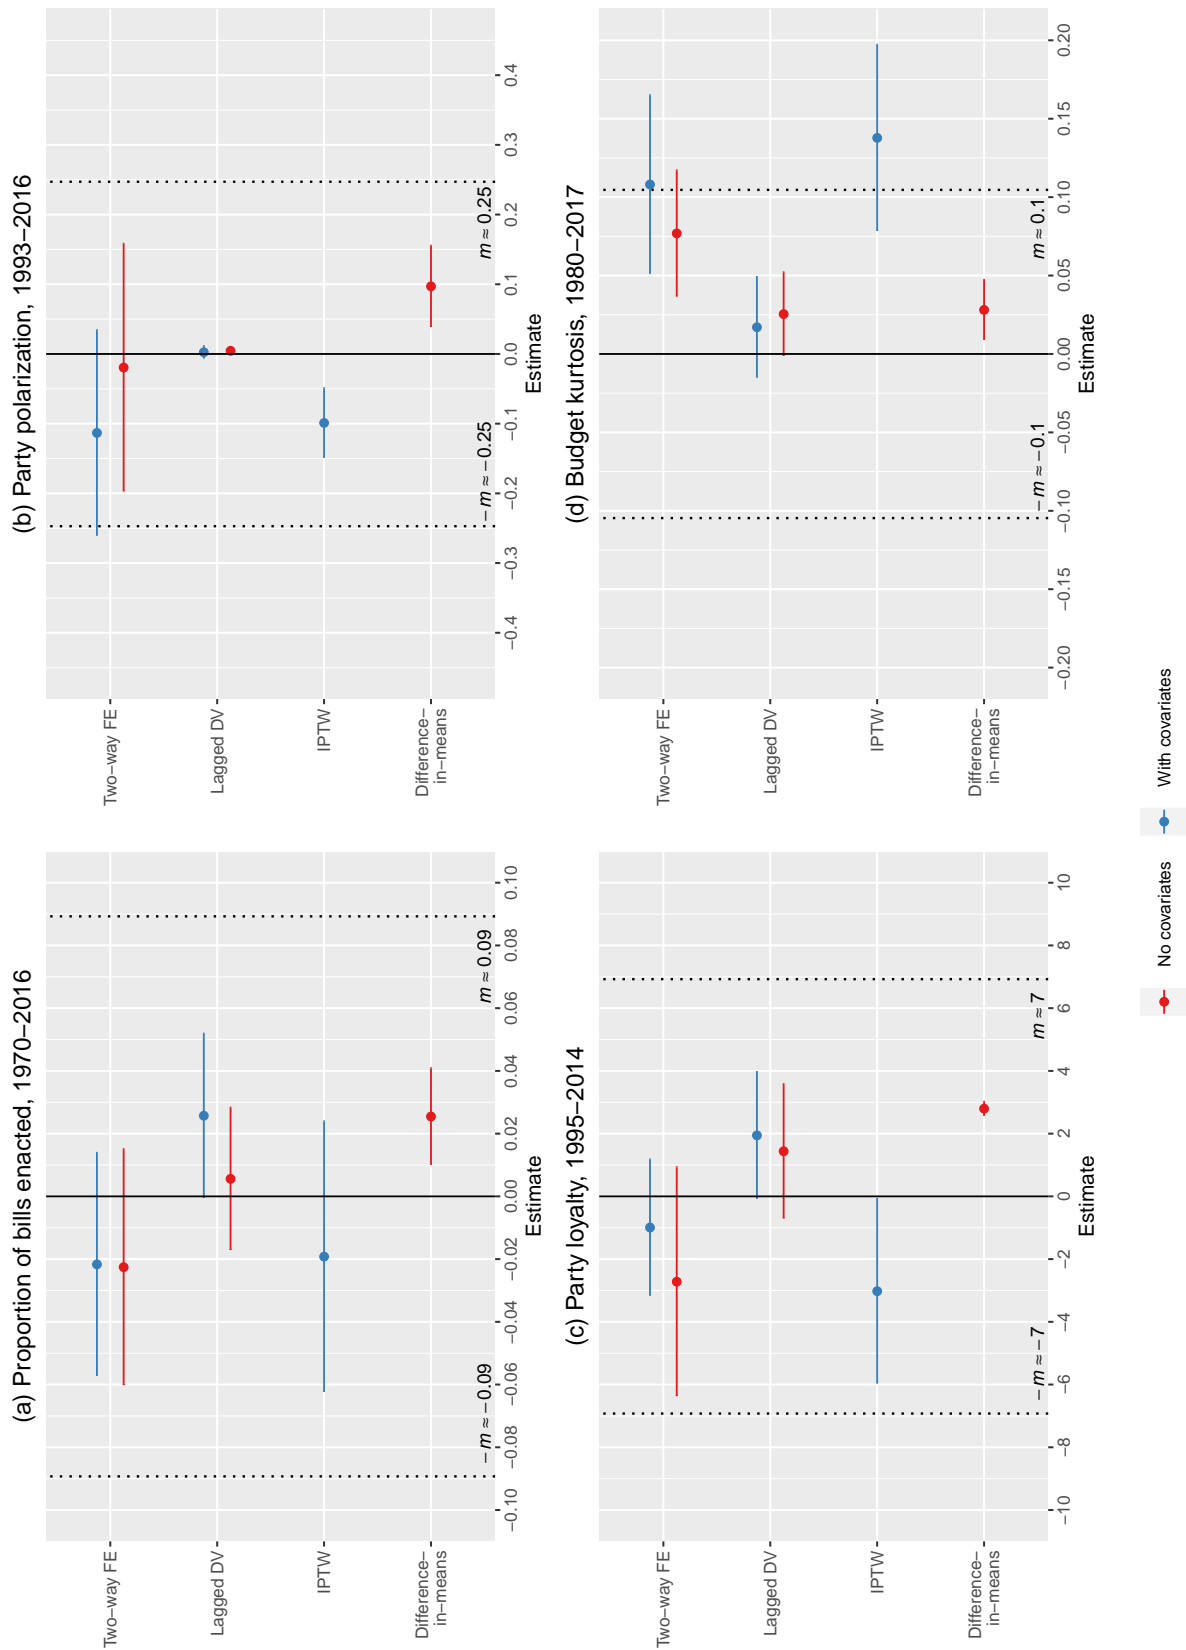 (a) Proportion of bills enacted, 1970−2016
Two−way FE
Lagged DV
IPTW
Difference−
in−means
−m ≈ −0.09
m ≈ 0.09
−0.10 −0.08 −0.06 −0.04 −0.02 0.00 0.02 0.04 0.06 0.08 0.10
Estimate
(b) Party polarization, 1993−2016
Two−way FE
Lagged DV
IPTW
Difference−
in−means
−m ≈ −0.25
m ≈ 0.25
−0.4 −0.3 −0.2 −0.1 0.0 0.1 0.2 0.3 0.4
Estimate
(c) Party loyalty, 1995−2014
Two−way FE
Lagged DV
IPTW
Difference−
in−means
−m ≈ −7
m ≈ 7
−10 −8 −6 −4 −2 0 2 4 6 8 10
Estimate
(d) Budget kurtosis, 1980−2017
Two−way FE
Lagged DV
IPTW
Difference−
in−means
−m ≈ −0.1
m ≈ 0.1
−0.20 −0.15 −0.10 −0.05 0.00 0.05 0.10 0.15 0.20
Estimate
No covariates With covariates